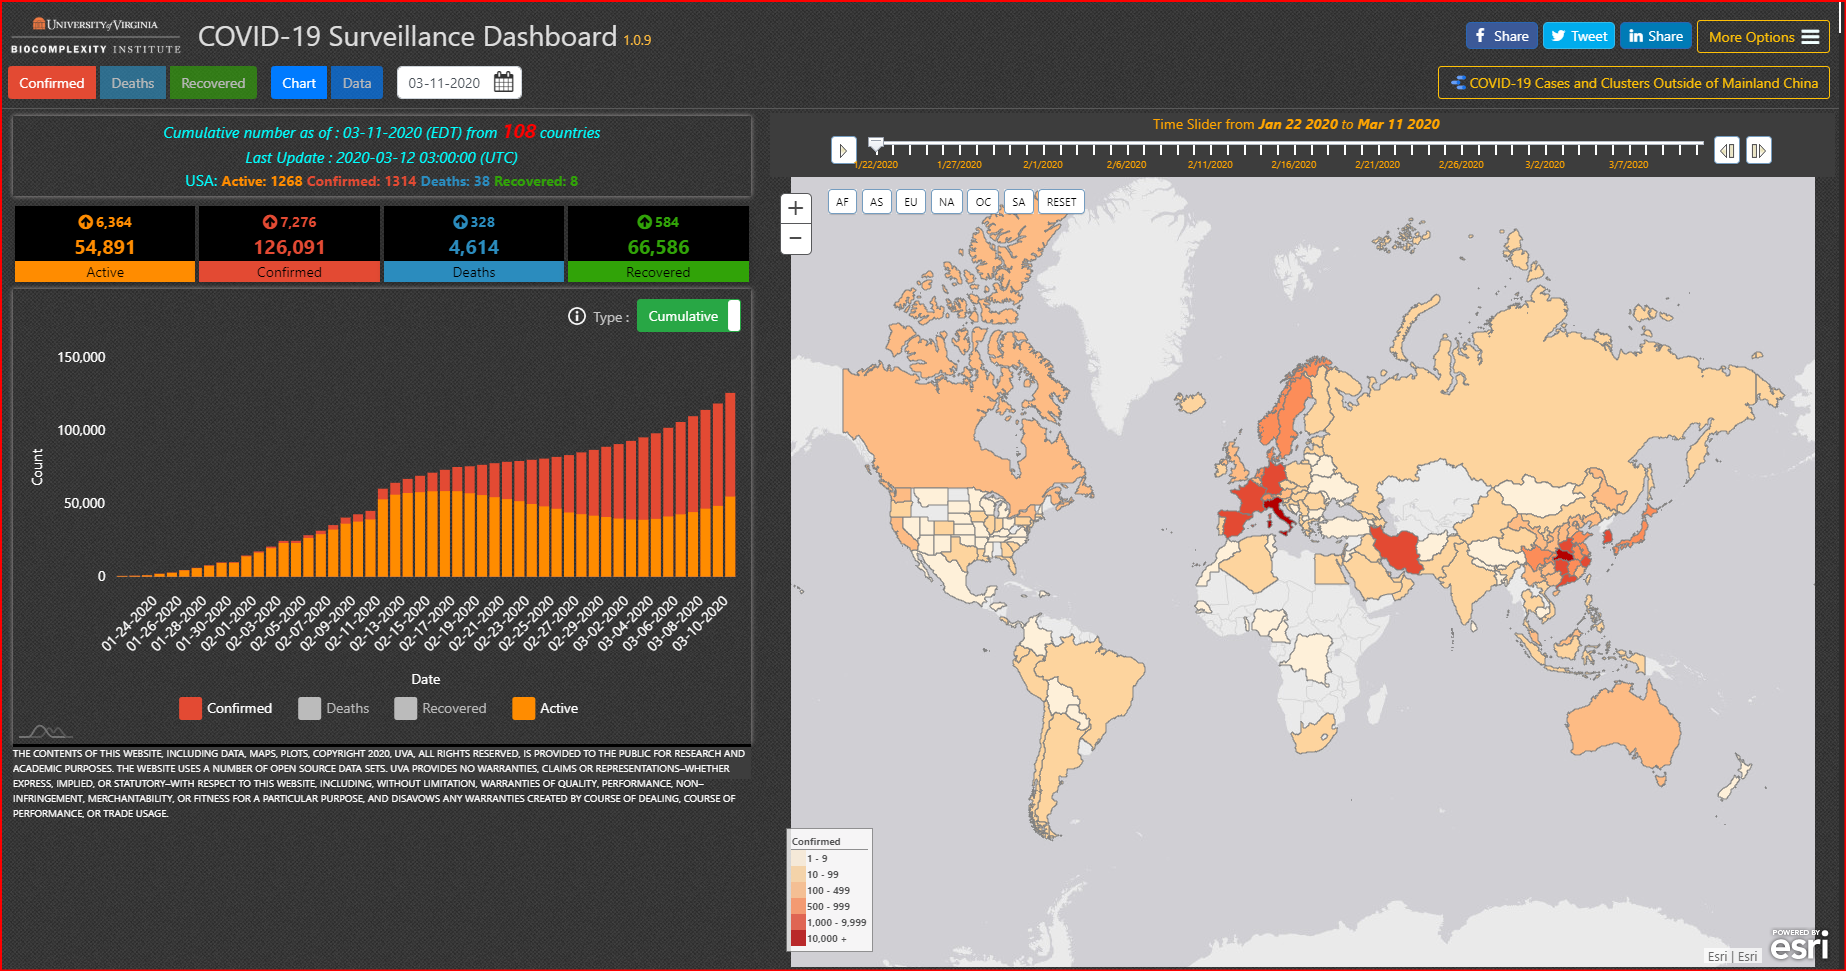 UNIVERSITY of VIRGINIA
BIOCOMPLEXITY INSTITUTE
COVID-19 Surveillance Dashboard 1.0.9
Share
Tweet
Share
More Options
Confirmed
Deaths
Recovered
Chart
Data
03-11-2020
COVID-19 Cases and Clusters Outside of Mainland China
Cumulative number as of : 03-11-2020 (EDT) from 108 countries
Last Update : 2020-03-12 03:00:00 (UTC)
USA: Active: 1268 Confirmed: 1314 Deaths: 38 Recovered: 8
6,364
54,891
Active
7,276
126,091
Confirmed
328
4,614
Deaths
584
66,586
Recovered
Type :
Cumulative
150,000
100,000
50,000
0
Count
01-24-2020
01-26-2020
01-28-2020
01-30-2020
02-01-2020
02-03-2020
02-05-2020
02-07-2020
02-09-2020
02-11-2020
02-13-2020
02-15-2020
02-17-2020
02-19-2020
02-21-2020
02-23-2020
02-25-2020
02-27-2020
02-29-2020
03-02-2020
03-04-2020
03-06-2020
03-08-2020
03-10-2020
Date
Confirmed
Deaths
Recovered
Active
THE CONTENTS OF THIS WEBSITE, INCLUDING DATA, MAPS, PLOTS, COPYRIGHT 2020, UVA. ALL RIGHTS RESERVED, IS PROVIDED TO THE PUBLIC FOR RESEARCH AND
ACADEMIC PURPOSES. THE WEBSITE USES A NUMBER OF OPEN SOURCE DATA SETS. UVA PROVIDES NO WARRANTIES, CLAIMS OR REPRESENTATIONS–WHETHER
EXPRESS, IMPLIED, OR STATUTORY–WITH RESPECT TO THIS WEBSITE, INCLUDING, WITHOUT LIMITATION, WARRANTIES OF QUALITY, PERFORMANCE, NON–
INFRINGEMENT, MERCHANTABILITY, OR FITNESS FOR A PARTICULAR PURPOSE, AND DISAVOWS ANY WARRANTIES CREATED BY COURSE OF DEALING, COURSE OF
PERFORMANCE, OR TRADE USAGE.
Time Slider from Jan 22 2020 to Mar 11 2020
1/22/2020
1/27/2020
2/1/2020
2/6/2020
2/11/2020
2/16/2020
2/21/2020
2/26/2020
3/2/2020
3/7/2020
+
−
AF
AS
EU
NA
OC
SA
RESET
Confirmed
1 - 9
10 - 99
100 - 499
500 - 999
1,000 - 9,999
10,000 +
POWERED BY
esri
Esri | Esri